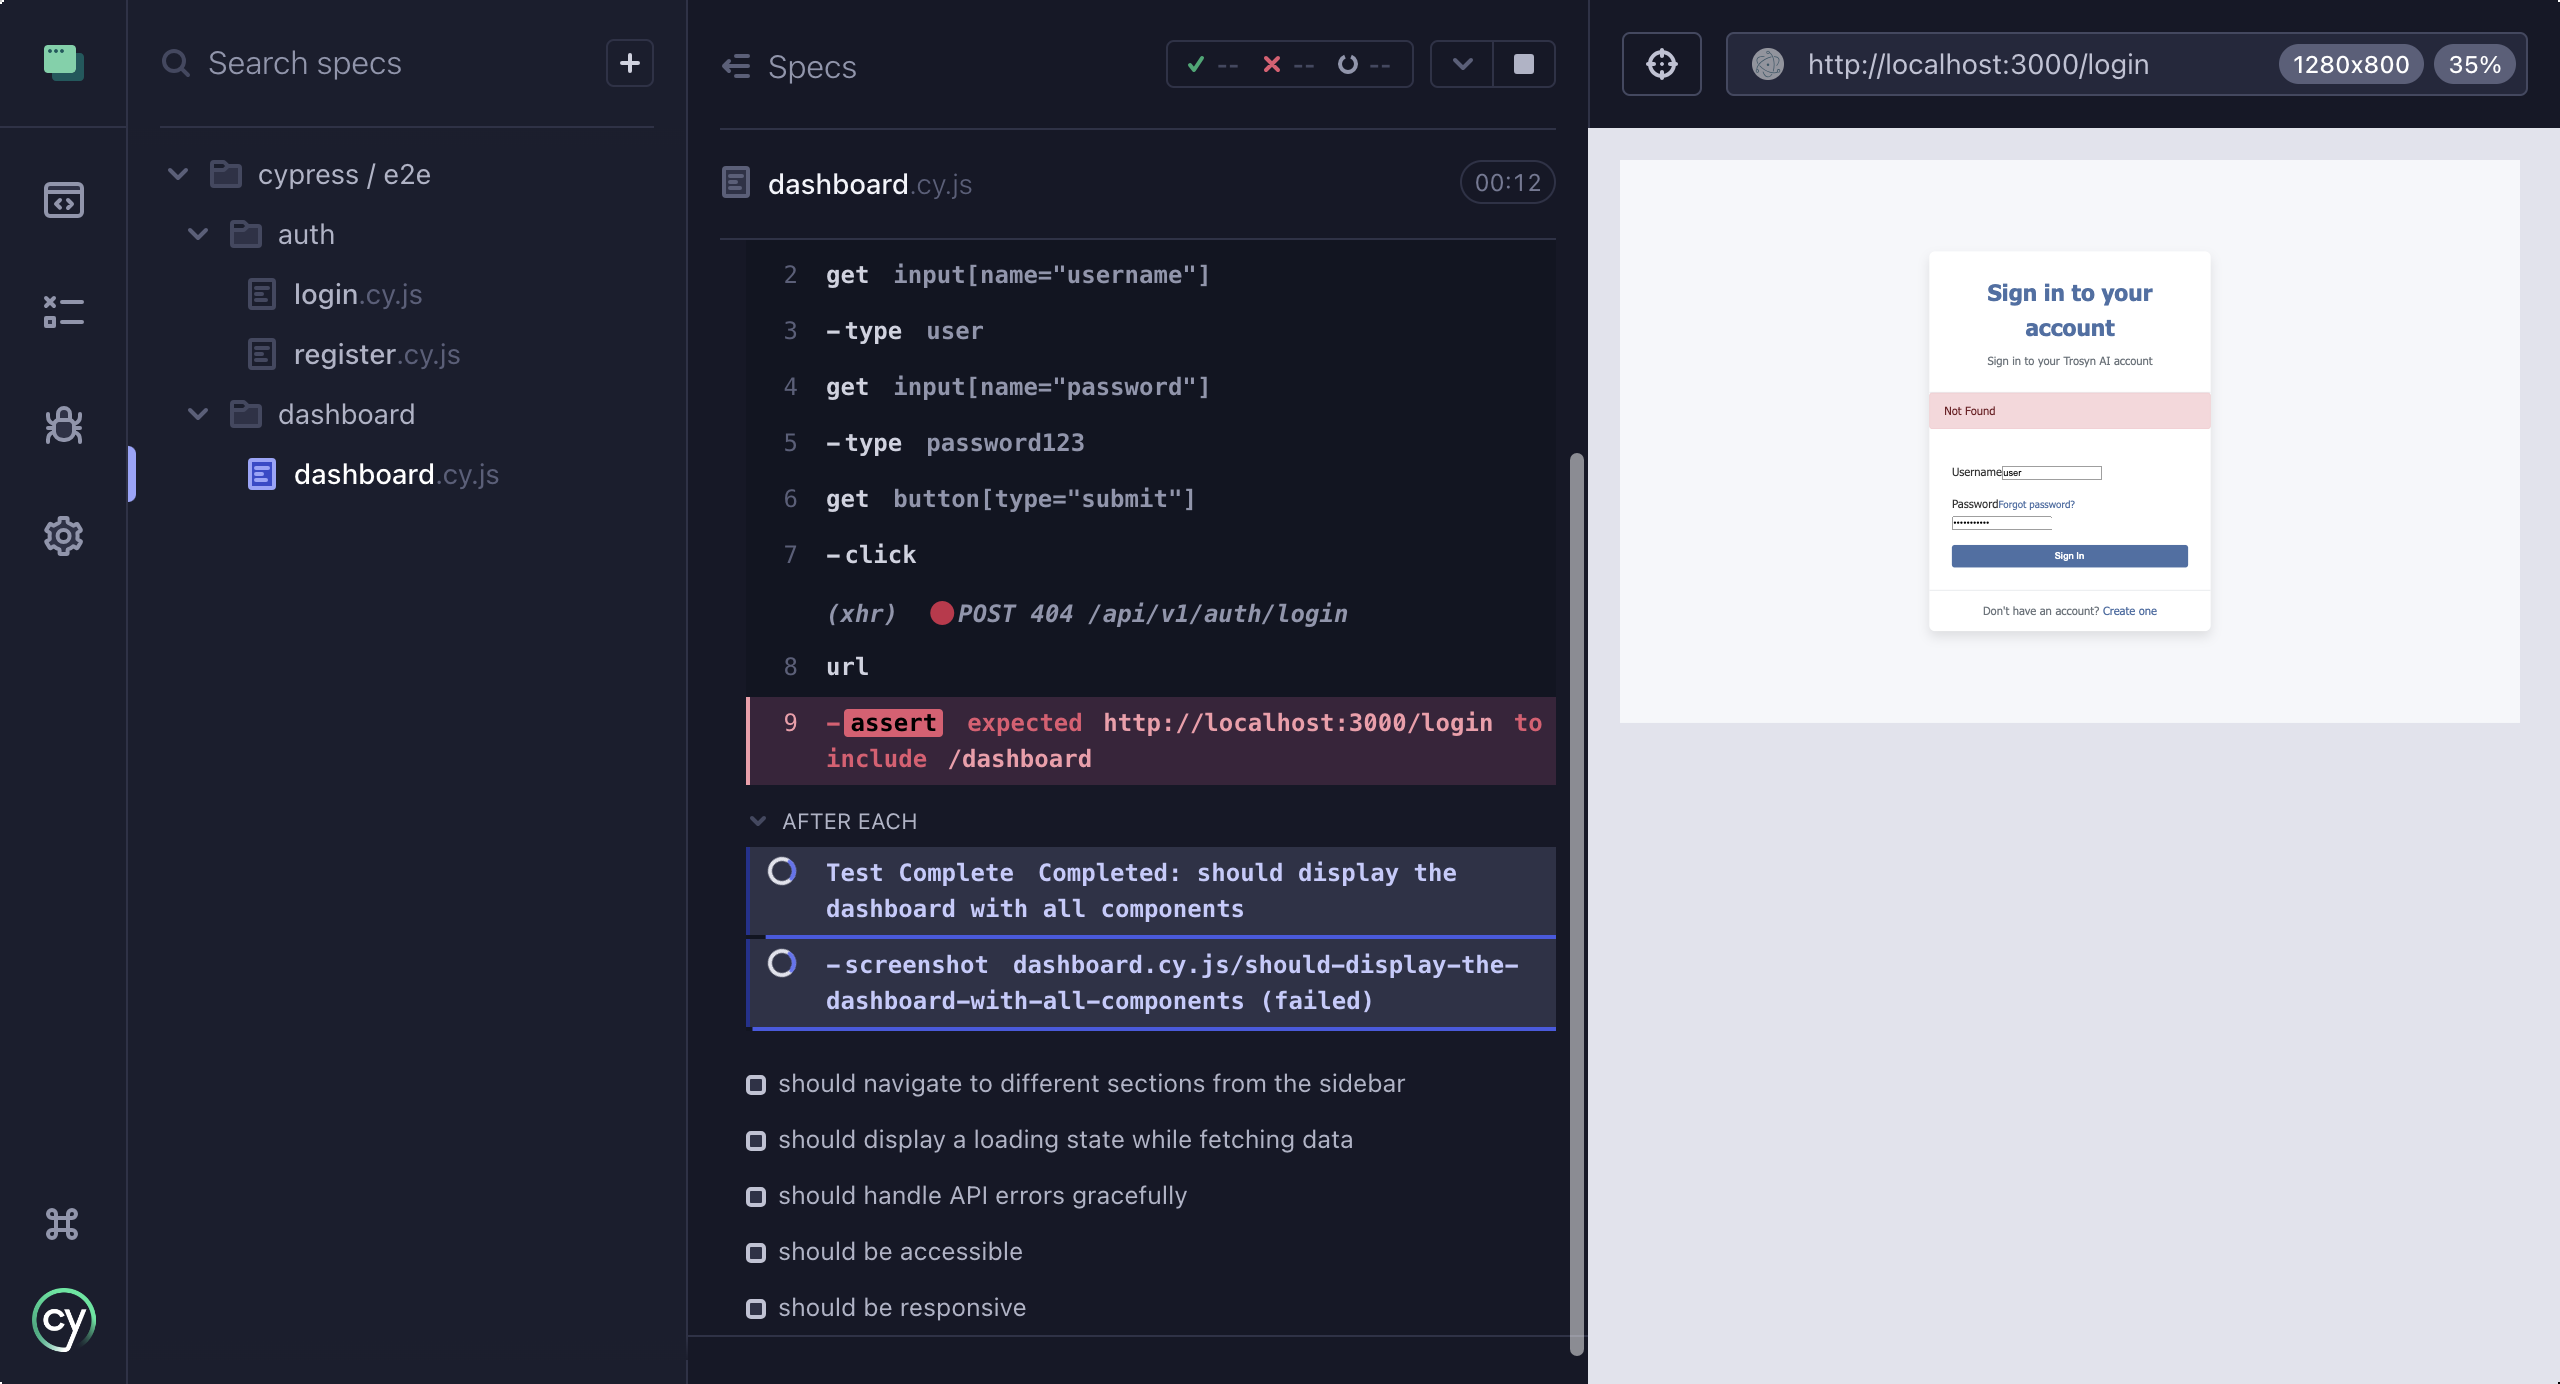 Search specs
cypress / e2e
auth
login.cy.js
register.cy.js
dashboard
dashboard.cy.js
cy
Specs
-- -- --
dashboard.cy.js
00:12
2 get input[name="username"]
3 -type user
4 get input[name="password"]
5 -type password123
6 get button[type="submit"]
7 -click
(xhr) POST 404 /api/v1/auth/login
8 url
9 -assert expected http://localhost:3000/login to
include /dashboard
AFTER EACH
Test Complete Completed: should display the
dashboard with all components
-screenshot dashboard.cy.js/should-display-the-
dashboard-with-all-components (failed)
should navigate to different sections from the sidebar
should display a loading state while fetching data
should handle API errors gracefully
should be accessible
should be responsive
http://localhost:3000/login
1280x800
35%
Sign in to your
account
Sign in to your Trosyn AI account
Not Found
Username user
Password Forgot password?
•••••••••••
Sign In
Don't have an account? Create one